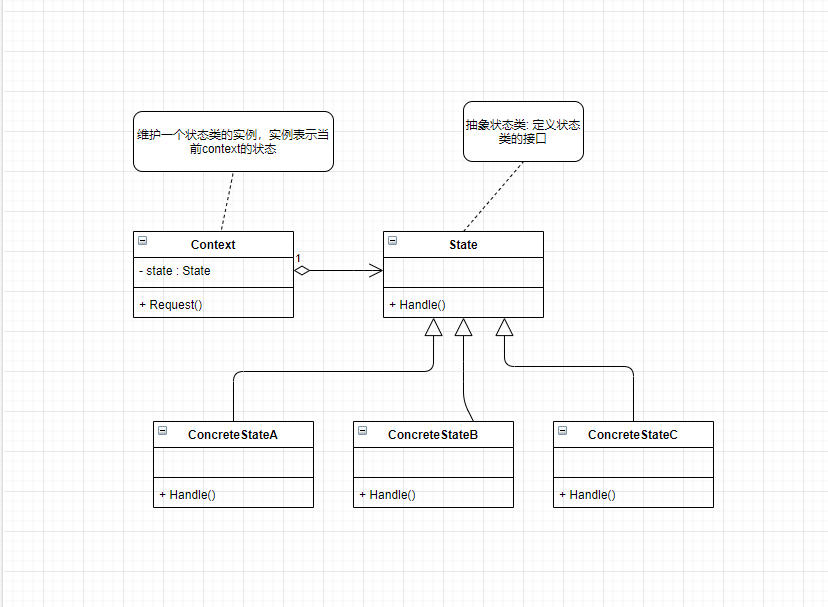 维护一个状态类的实例，实例表示当
前context的状态
抽象状态类: 定义状态
类的接口
Context
- state : State
+ Request()
1
State
+ Handle()
ConcreteStateA
+ Handle()
ConcreteStateB
+ Handle()
ConcreteStateC
+ Handle()